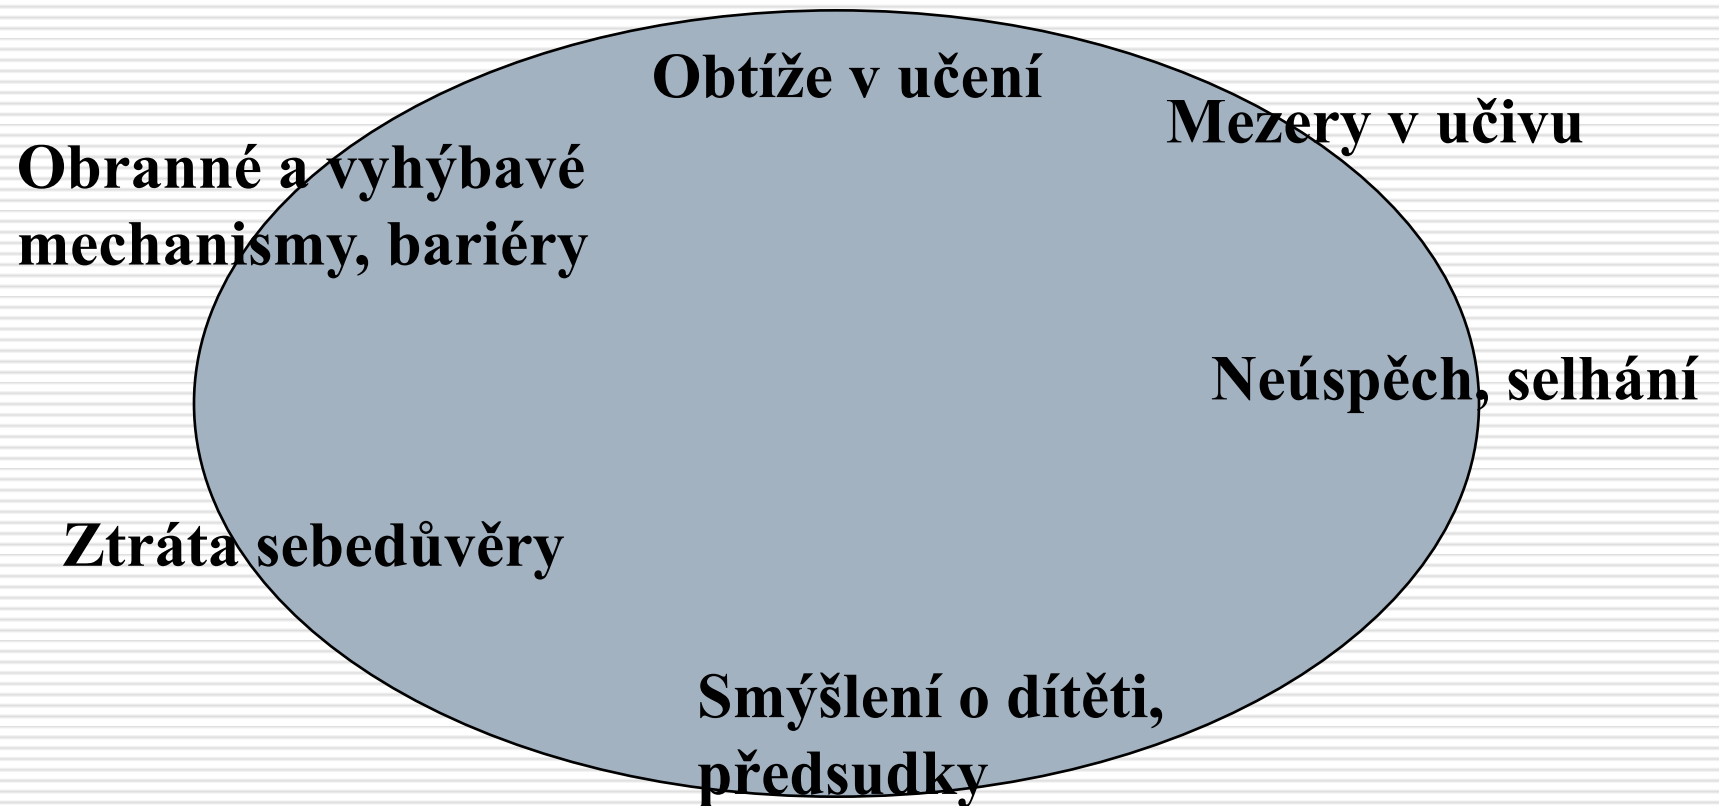 Obtíže v učení
Mezery v učivu
Obranné a vyhýbavé
mechanismy, bariéry
Neúspěch, selhání
Ztráta sebedůvěry
Smýšlení o dítěti,
předsudky